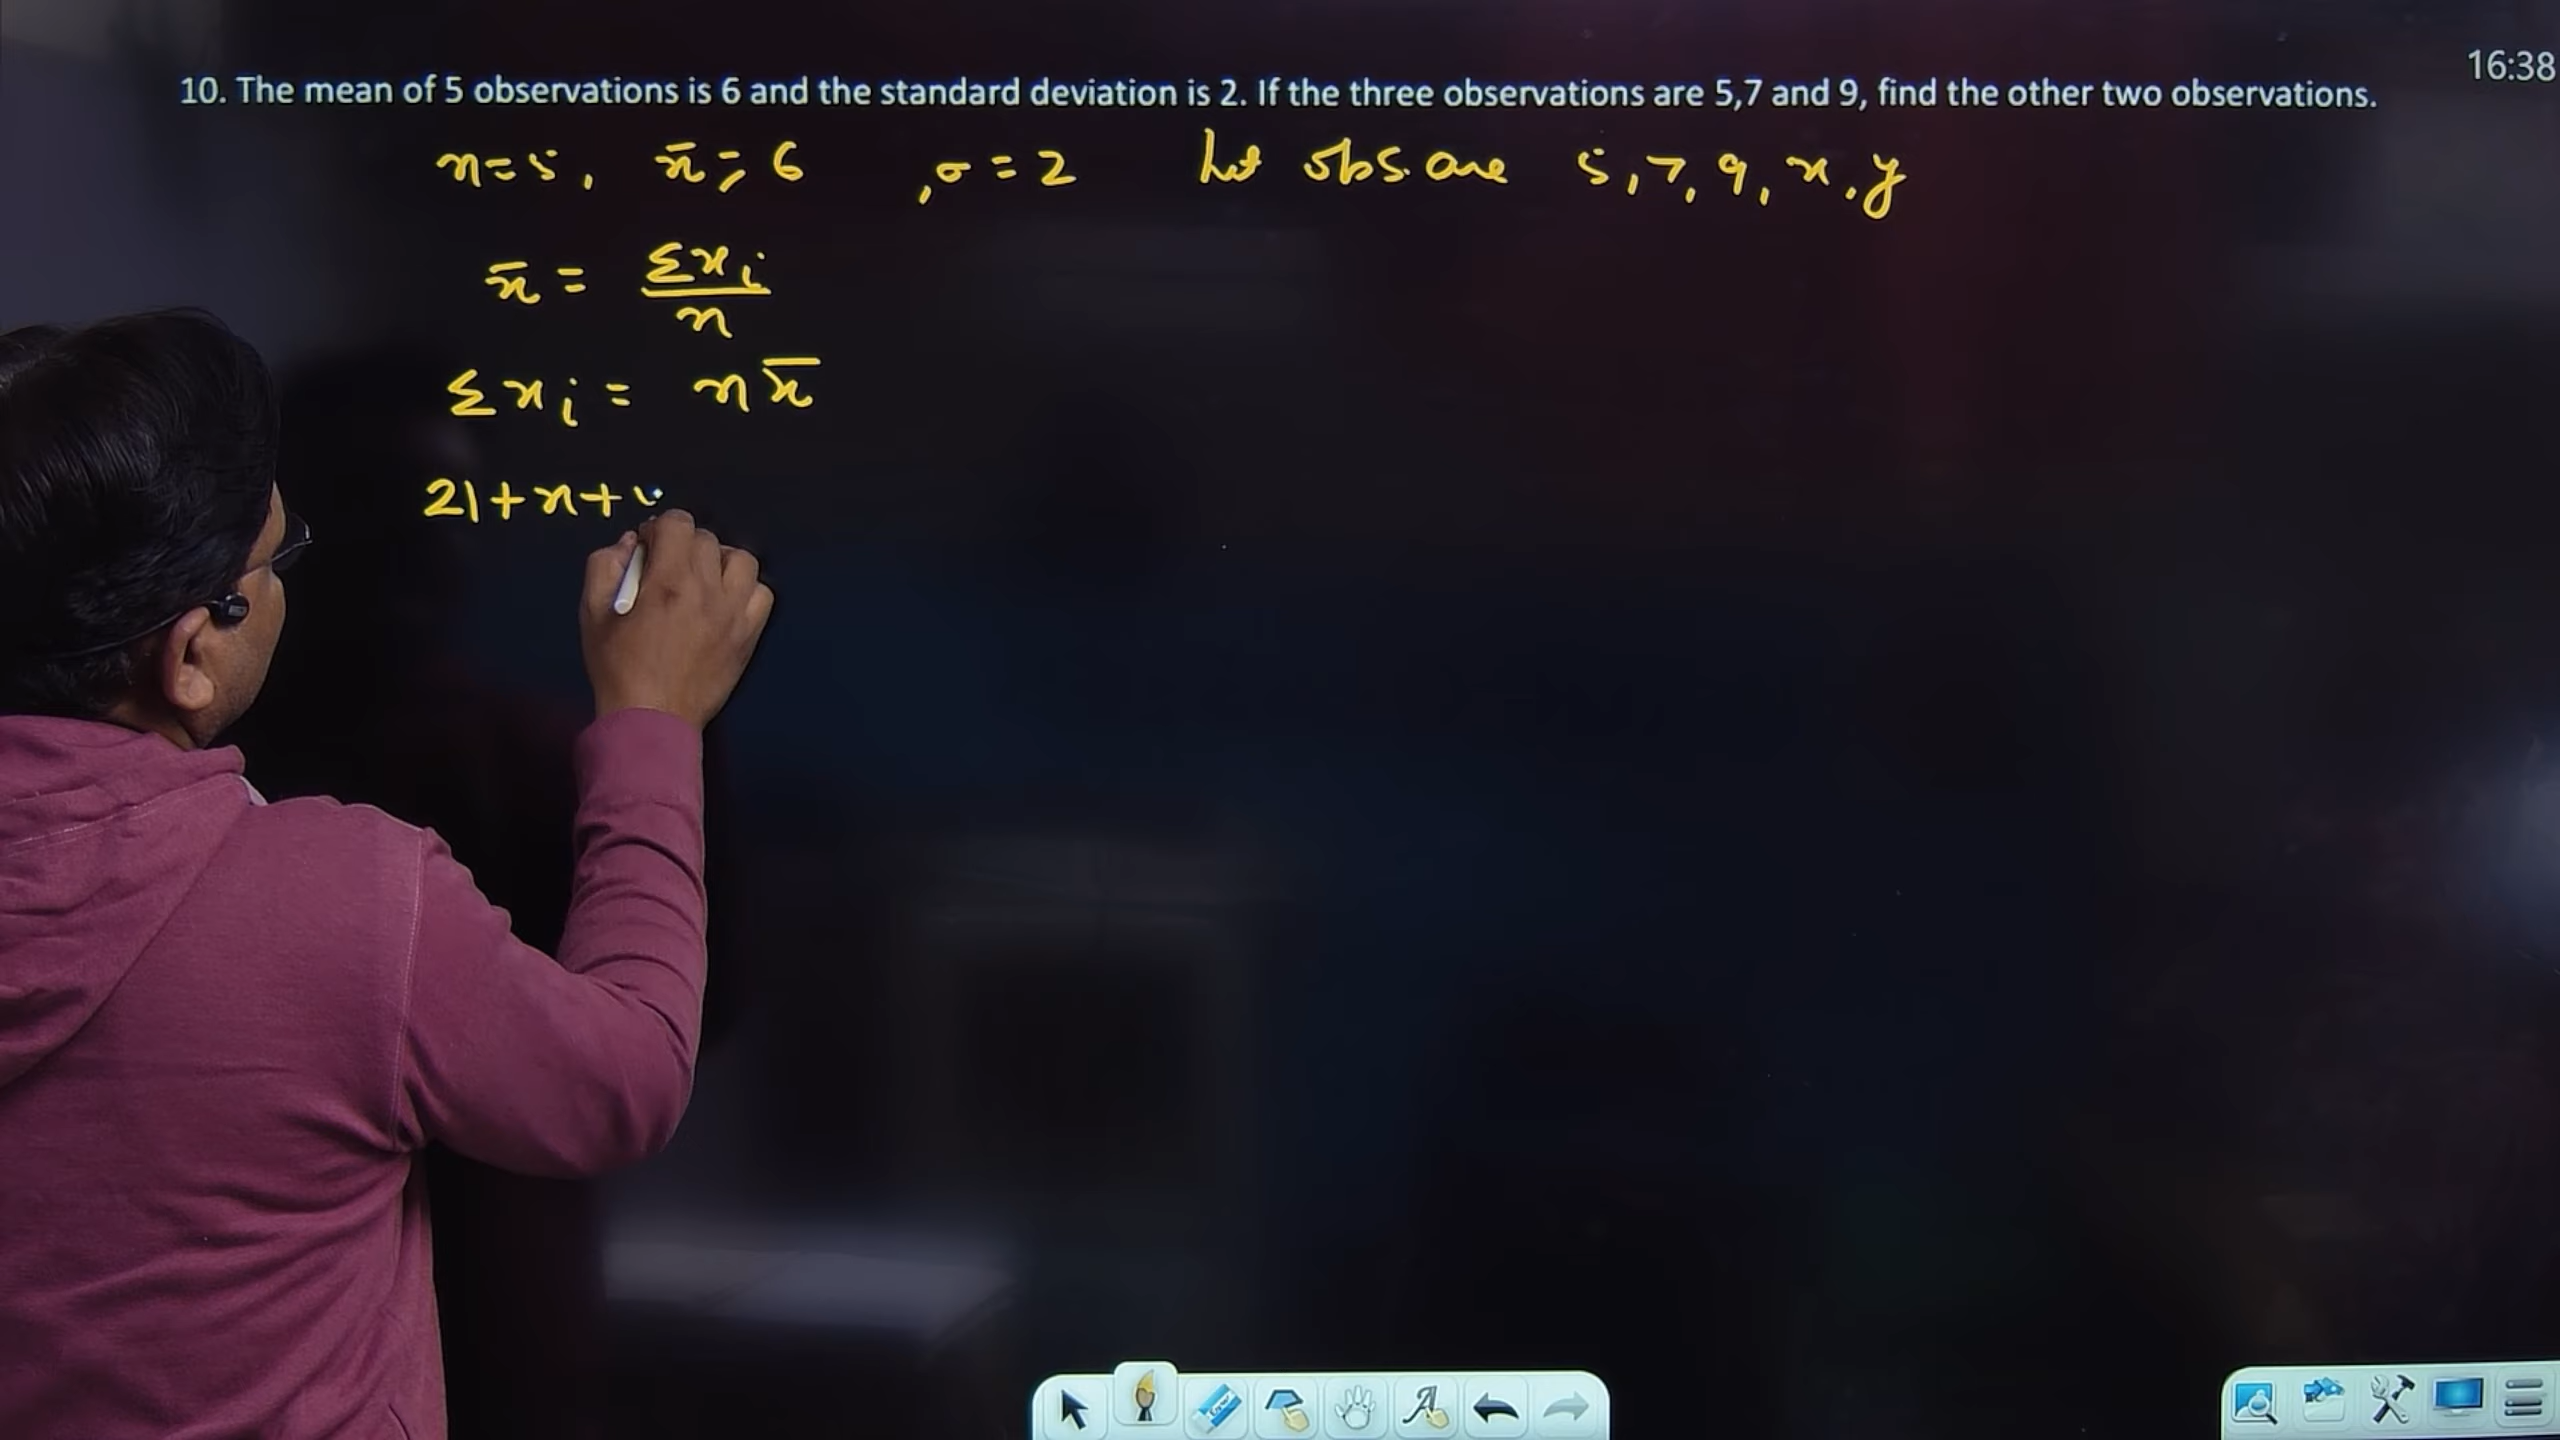 16:38
10. The mean of 5 observations is 6 and the standard deviation is 2. If the three observations are 5,7 and 9, find the other two observations.
n=5, x̄ = 6 , σ = 2 Let obs. are 5, 7, 9, x, y
x̄ = Σxᵢ/n
Σxᵢ = nx̄
21+x+